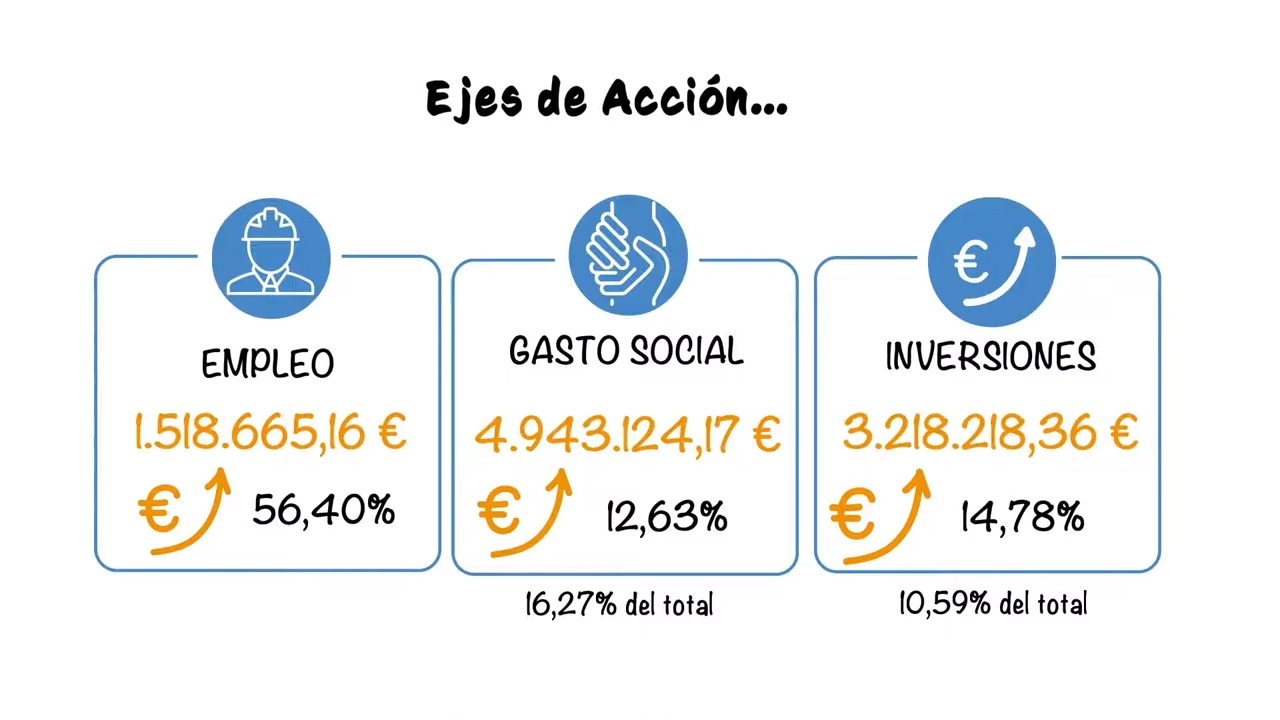 Ejes de Acción...
EMPLEO
1.518.665,16 €
€ 56,40%
GASTO SOCIAL
4.943.124,17 €
€ 12,63%
16,27% del total
€
INVERSIONES
3.218.218,36 €
€ 14,78%
10,59% del total